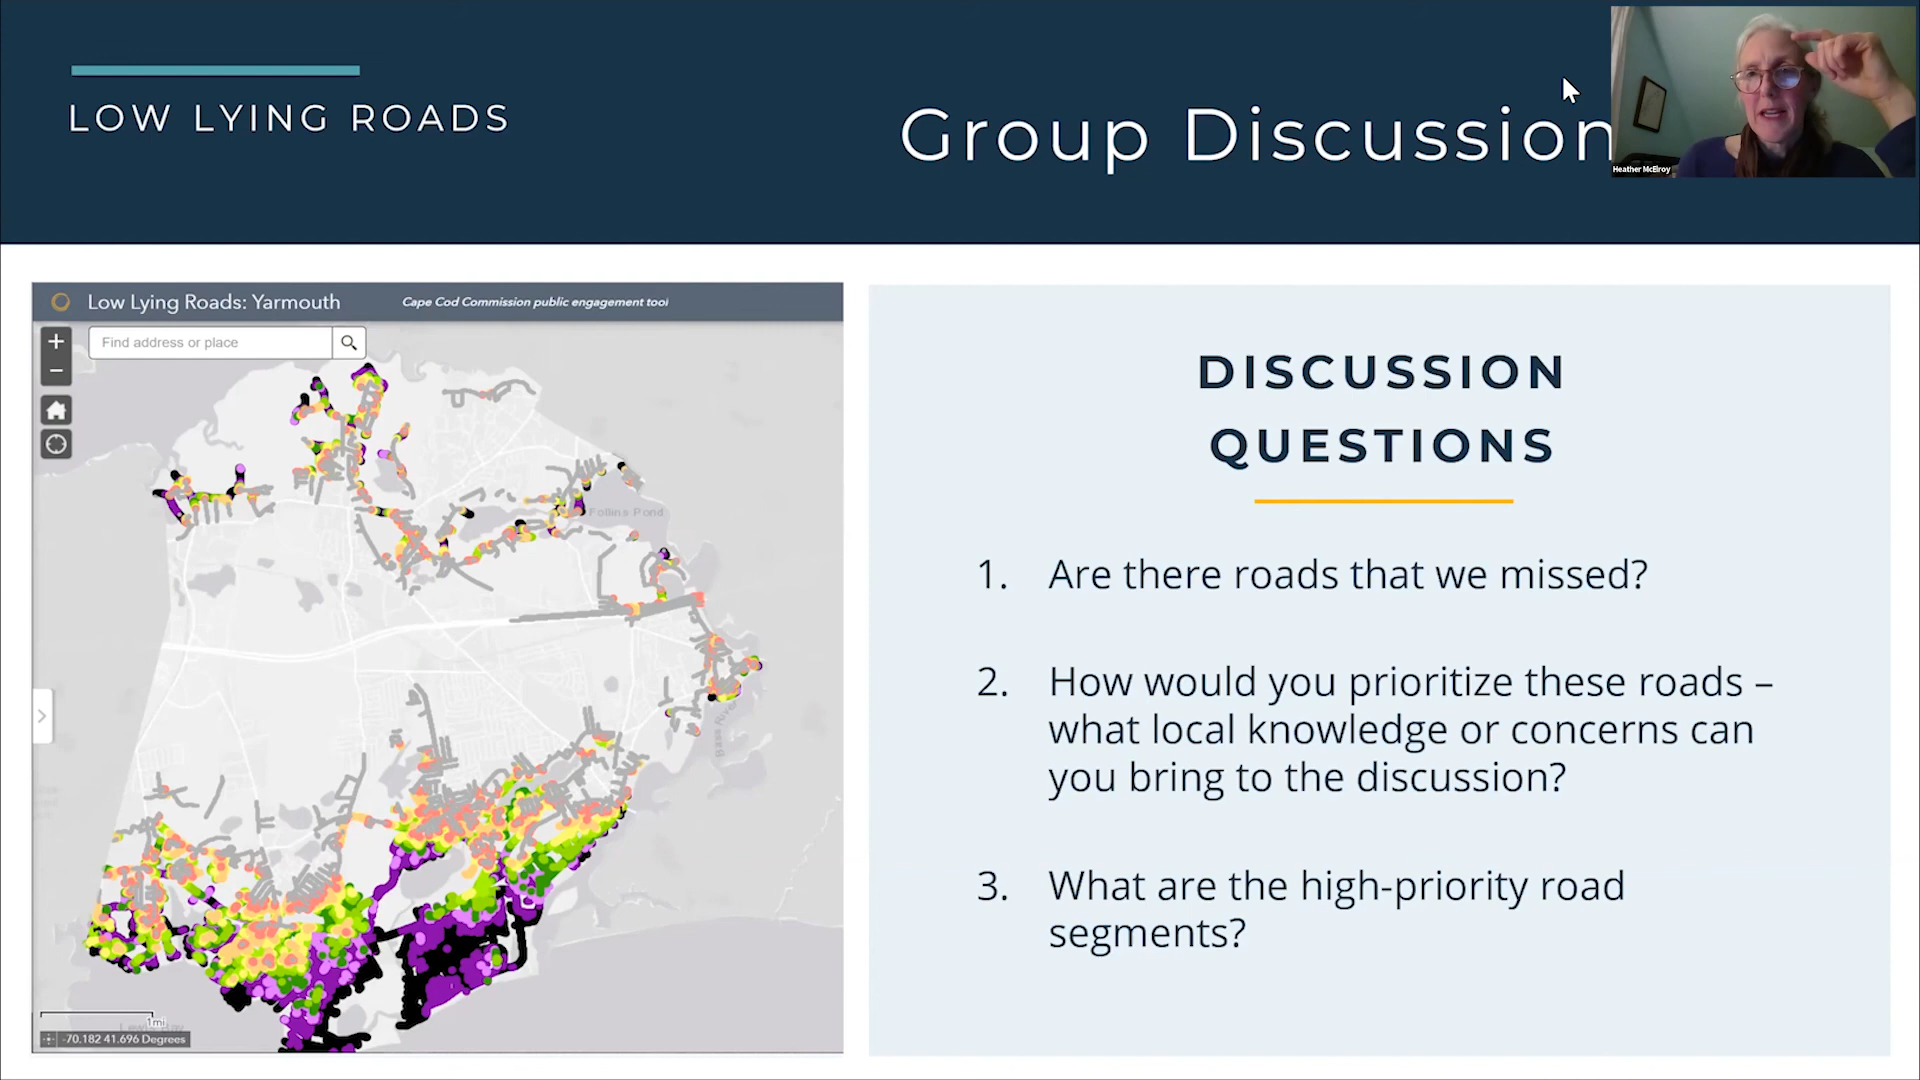 LOW LYING ROADS
Group Discussion
Heather McElroy
Low Lying Roads: Yarmouth
Cape Cod Commission public engagement tool
+
Find address or place
−
Follins Pond
Bass River
1mi
-70.182 41.696 Degrees
DISCUSSION
QUESTIONS
1. Are there roads that we missed?
2. How would you prioritize these roads –
what local knowledge or concerns can
you bring to the discussion?
3. What are the high-priority road
segments?